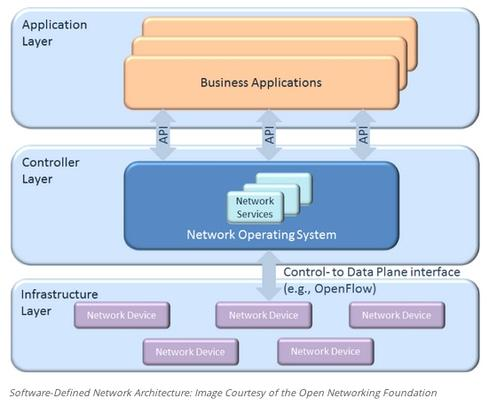 Application
Layer
Business Applications
API
API
API
Controller
Layer
Network
Services
Network Operating System
Control- to Data Plane interface
(e.g., OpenFlow)
Infrastructure
Layer
Network Device
Network Device
Network Device
Network Device
Network Device
Software-Defined Network Architecture: Image Courtesy of the Open Networking Foundation